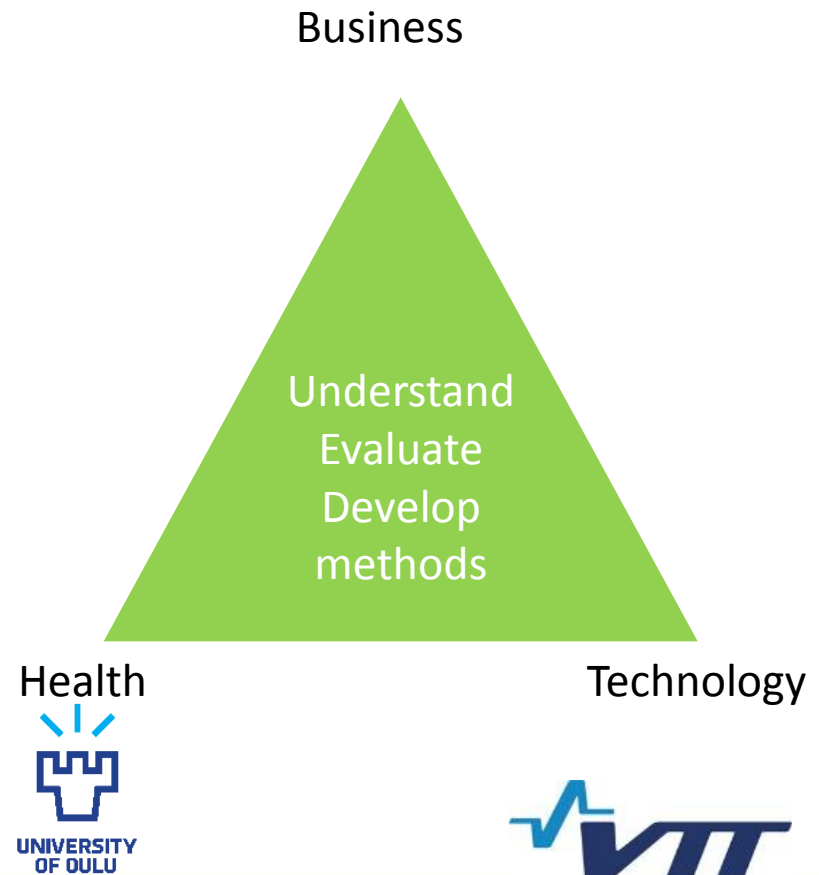 Business
Understand
Evaluate
Develop
methods
Health
Technology
UNIVERSITY
OF OULU
VTT